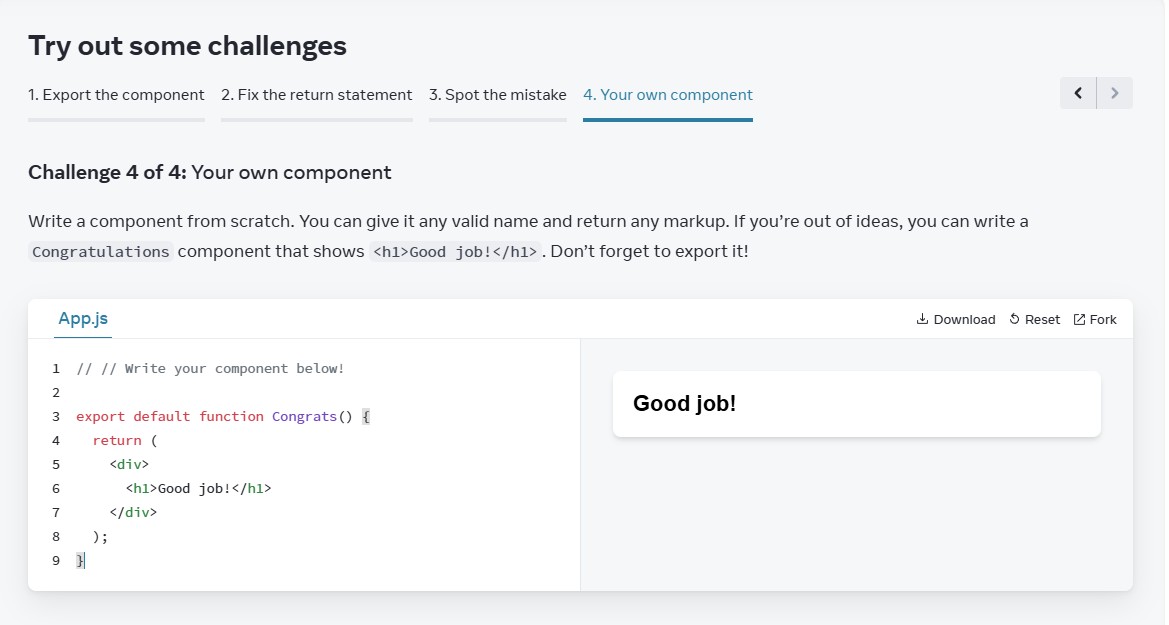 Try out some challenges
1. Export the component
2. Fix the return statement
3. Spot the mistake
4. Your own component
Challenge 4 of 4: Your own component
Write a component from scratch. You can give it any valid name and return any markup. If you’re out of ideas, you can write a
Congratulations component that shows <h1>Good job!</h1>. Don’t forget to export it!
App.js
Download
Reset
Fork
1 // // Write your component below!
2
3 export default function Congrats() {
4   return (
5     <div>
6       <h1>Good job!</h1>
7     </div>
8   );
9 }
Good job!